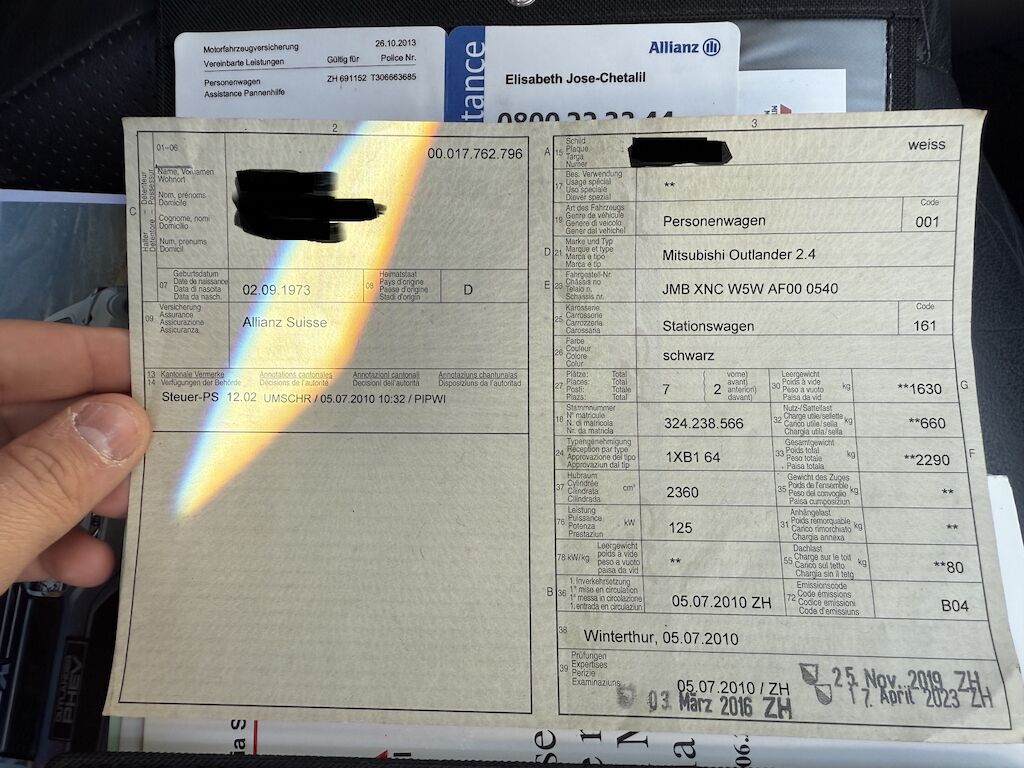 Motorfahrzeugversicherung
26.10.2013
Vereinbarte Leistungen
Gültig für
Police Nr.
Personenwagen
ZH 691152 T306663685
Assistance Pannenhilfe
tance
Allianz
Elisabeth Jose-Chetalil
0800 22 33 44
2
01-06
00.017.762.796
C
Détenteur
Possessur
Halter
Detentore
Name, Vornamen
Wohnort
Nom, prénoms
Domicile
Cognome, nomi
Domicilio
Num, prenums
Domicil
07
Geburtsdatum
Date de naissance
Data di nascita
Data da nasch.
02.09.1973
08
Heimatstaat
Pays d'origine
Paese d'origine
Stadi d'origin
D
09
Versicherung
Assurance
Assicurazione
Assicuranza
Allianz Suisse
13
14
Kantonale Vermerke
Verfügungen der Behörde
Annotations cantonales
Décisions de l'autorité
Annotazioni cantonali
Decisioni dell'autorità
Annotaziuns chantunalas
Disposiziuns da l'autoritad
Steuer-PS 12.02 UMSCHR / 05.07.2010 10:32 / PIPWI
3
A
15
Schild
Plaque
Targa
Numer
weiss
17
Bes. Verwendung
Usage spécial
Uso speciale
Diever spezial
**
19
Art des Fahrzeugs
Genre de véhicule
Genere di veicolo
Gener dal vehichel
Personenwagen
Code
001
D
21
Marke und Typ
Marque et type
Marca e tipo
Marca e tip
Mitsubishi Outlander 2.4
E
23
Fahrgestell-Nr.
Châssis no
Telaio n.
Schassis nr.
JMB XNC W5W AF00 0540
25
Karosserie
Carrosserie
Carrozzeria
Carossaria
Stationswagen
Code
161
26
Farbe
Couleur
Colore
Colur
schwarz
27
Plätze: Total
Places: Total
Posti: Totale
Plazs: Total
7
vorne)
avant)
anteriori)
davant)
2
30
Leergewicht
Poids à vide
Peso a vuoto
Paisa da vid
kg
**1630
G
18
Stammnummer
N° matricule
N. di matricola
Nr. da matricla
324.238.566
32
Nutz-/Sattellast
Charge utile/sellette
Carico utile/sella
Chargia utila/sella
kg
**660
24
Typengenehmigung
Réception par type
Approvazione del tipo
Approvaziun dal tip
1XB1 64
33
Gesamtgewicht
Poids total
Peso totale
Paisa totala
kg
**2290
F
37
Hubraum
Cylindrée
Cilindrata
Cilindrada
cm³
2360
35
Gewicht des Zuges
Poids de l'ensemble
Peso del convoglio
Paisa cumposiziun
kg
**
76
Leistung
Puissance
Potenza
Prestaziun
kW
125
31
Anhängelast
Poids remorquable
Carico rimorchiato
Chargia annexa
kg
**
78 kW/kg
Leergewicht
poids à vide
peso a vuoto
paisa da vid
**
55
Dachlast
Charge sur le toit
Carico sul tetto
Chargia sin il tetg
kg
**80
B
36
1. Inverkehrsetzung
1re mise en circulation
1a messa in circolazione
1. entrada en circulaziun
05.07.2010 ZH
72
Emissionscode
Code émissions
Codice emissioni
Code d'emissiuns
B04
38
Winterthur, 05.07.2010
39
Prüfungen
Expertises
Perizie
Examinaziuns
05.07.2010 / ZH
25. Nov. 2019 ZH
03. März 2016 ZH
17. April 2023 ZH